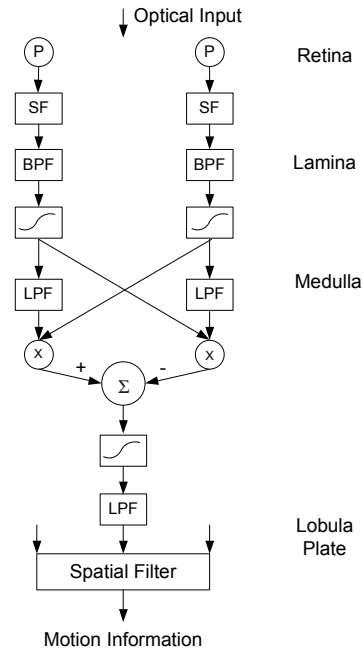 Optical Input
P P Retina
SF SF
BPF BPF Lamina
LPF LPF Medulla
x x
+ -
Σ
LPF
Lobula
Plate
Spatial Filter
Motion Information